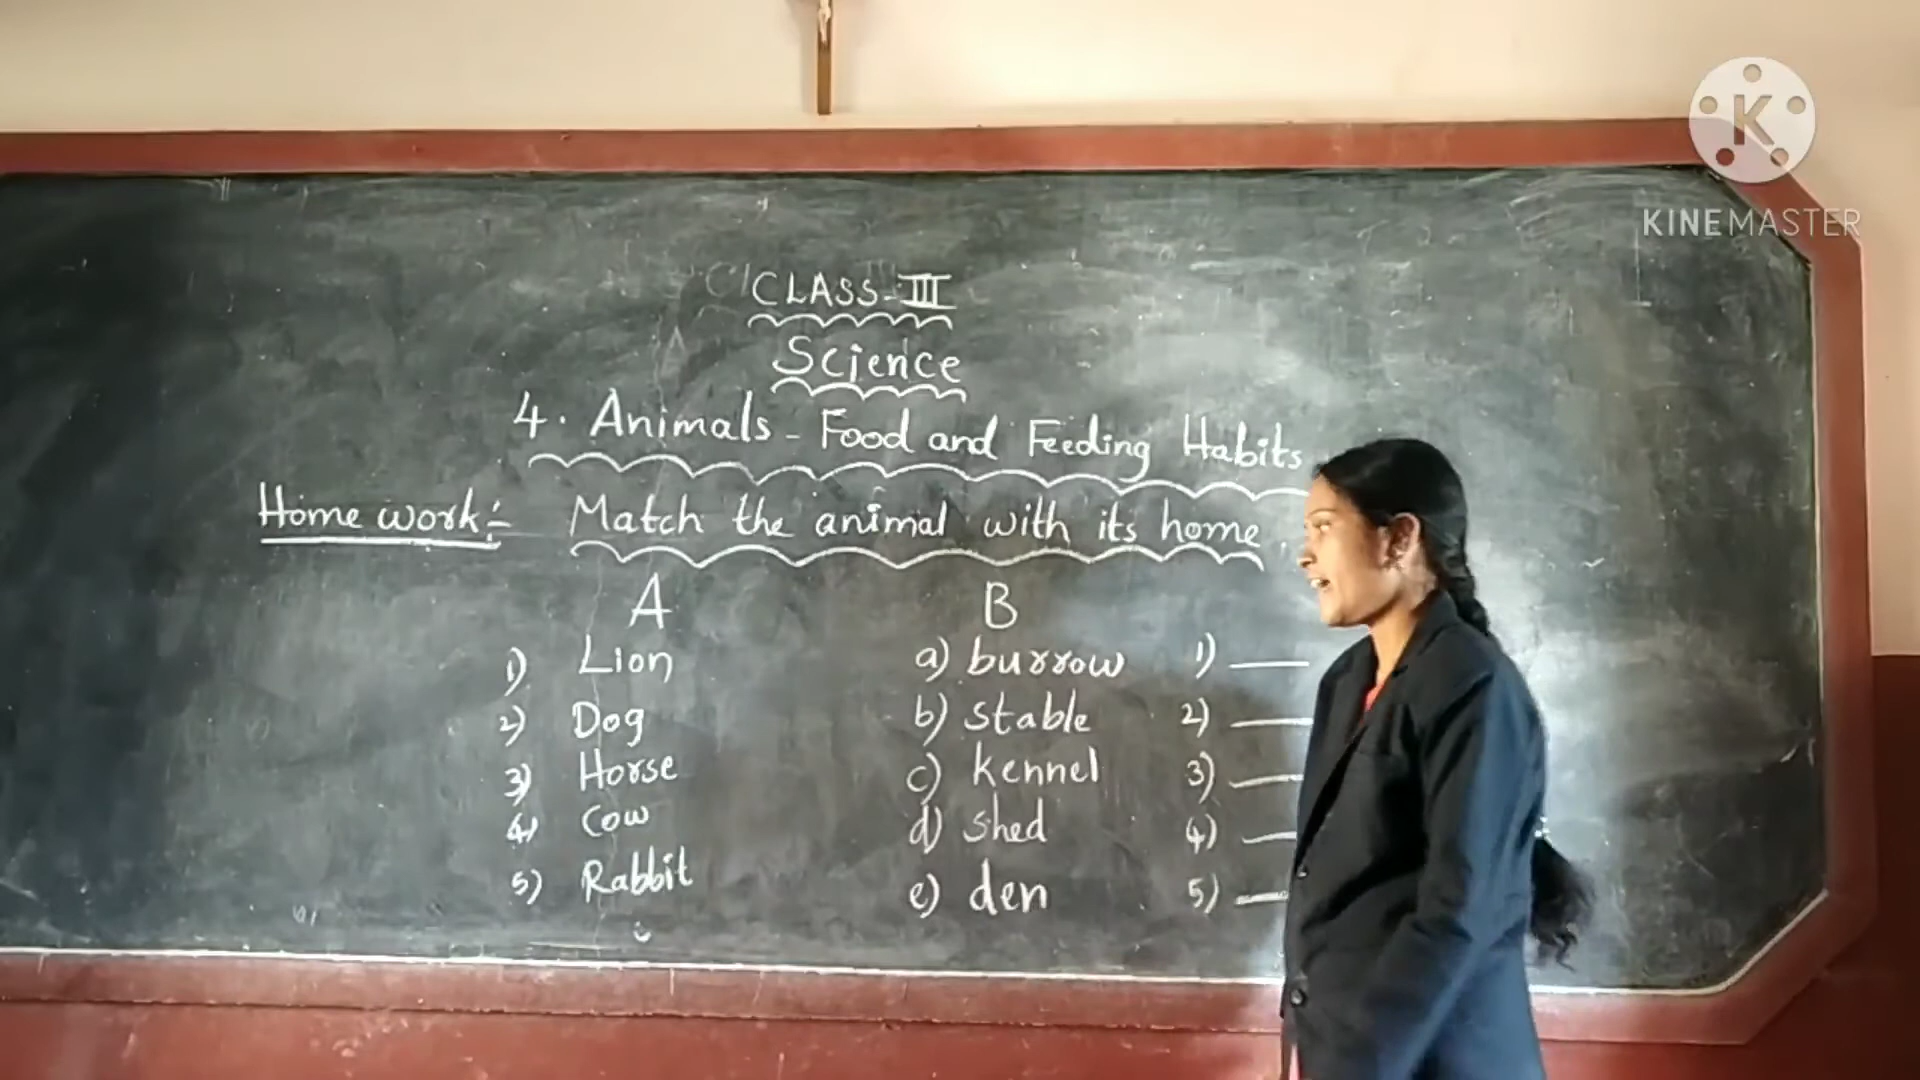 K
KINEMASTER
CLASS-III
Science
4. Animals - Food and Feeding Habits
Home work:- Match the animal with its home.
A B
1) Lion a) burrow 1) ___
2) Dog b) stable 2) ___
3) Horse c) kennel 3) ___
4) Cow d) shed 4) ___
5) Rabbit e) den 5) ___